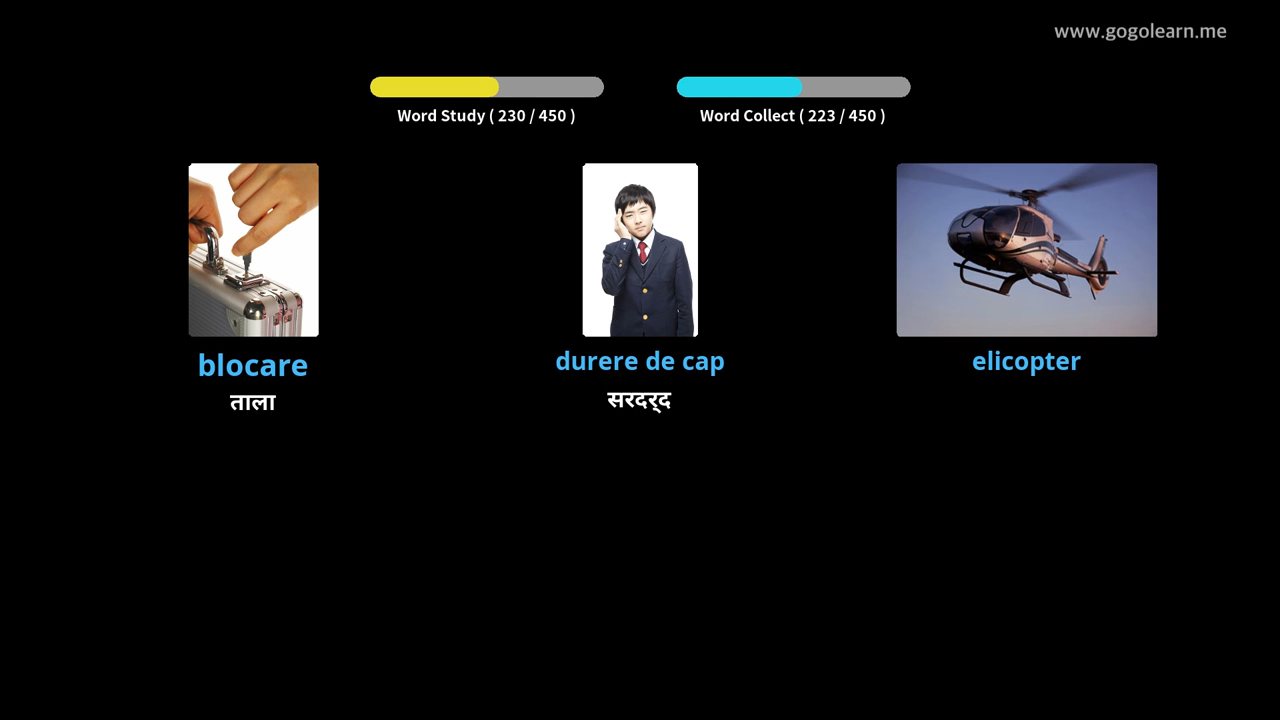 www.gogolearn.me
Word Study ( 230 / 450 )
Word Collect ( 223 / 450 )
blocare
durere de cap
elicopter
ताला
सरदर्द